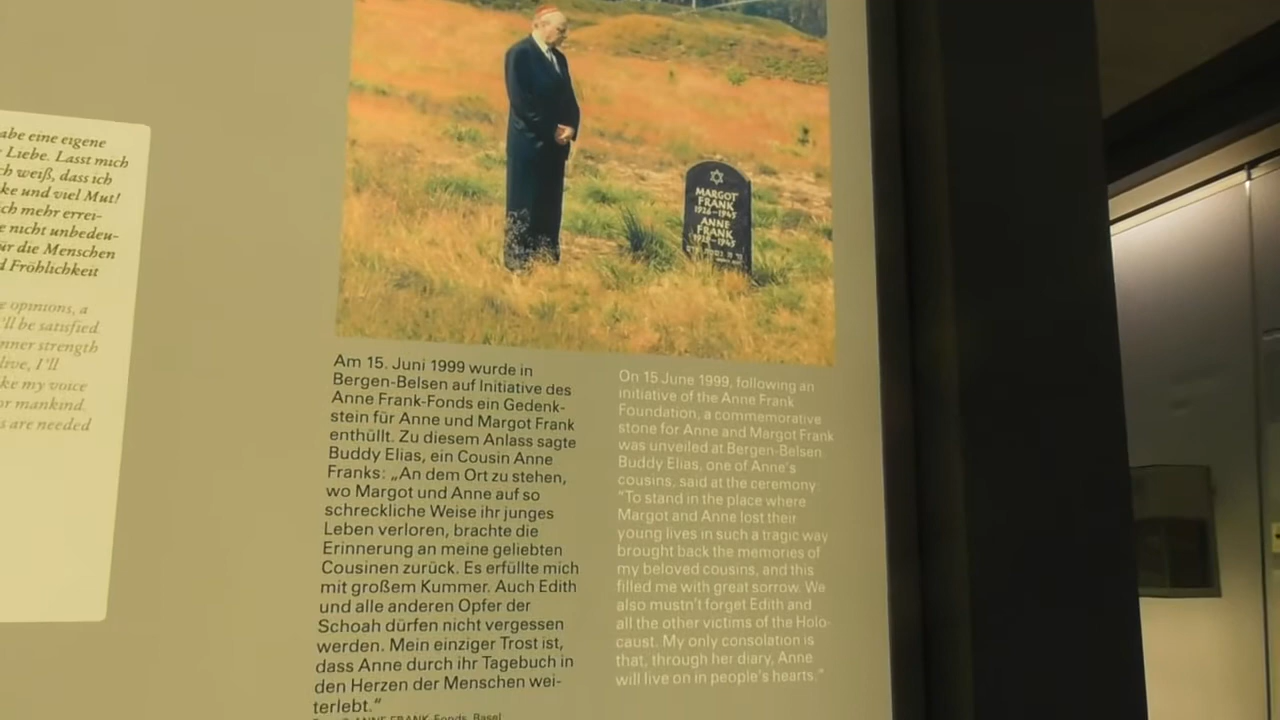 abe eine eigene
Liebe. Lasst mich
ch weiß, dass ich
ke und viel Mut!
ich mehr errei-
e nicht unbedeu-
ür die Menschen
d Fröhlichkeit
e opinions, a
'll be satisfied.
nner strength
live, I'll
ke my voice
or mankind.
s are needed
MARGOT
FRANK
1926–1945
ANNE
FRANK
1929–1945
Am 15. Juni 1999 wurde in
Bergen-Belsen auf Initiative des
Anne Frank-Fonds ein Gedenk-
stein für Anne und Margot Frank
enthüllt. Zu diesem Anlass sagte
Buddy Elias, ein Cousin Anne
Franks: „An dem Ort zu stehen,
wo Margot und Anne auf so
schreckliche Weise ihr junges
Leben verloren, brachte die
Erinnerung an meine geliebten
Cousinen zurück. Es erfüllte mich
mit großem Kummer. Auch Edith
und alle anderen Opfer der
Schoah dürfen nicht vergessen
werden. Mein einziger Trost ist,
dass Anne durch ihr Tagebuch in
den Herzen der Menschen wei-
terlebt.“
ANNE FRANK-Fonds, Basel
On 15 June 1999, following an
initiative of the Anne Frank
Foundation, a commemorative
stone for Anne and Margot Frank
was unveiled at Bergen-Belsen.
Buddy Elias, one of Anne's
cousins, said at the ceremony:
"To stand in the place where
Margot and Anne lost their
young lives in such a tragic way
brought back the memories of
my beloved cousins, and this
filled me with great sorrow. We
also mustn't forget Edith and
all the other victims of the Holo-
caust. My only consolation is
that, through her diary, Anne
will live on in people's hearts."